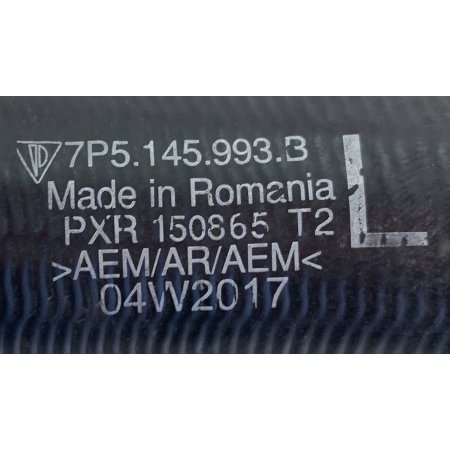 7P5.145.993.B
Made in Romania
PXR 150865 T2
>AEM/AR/AEM<
04W2017
L